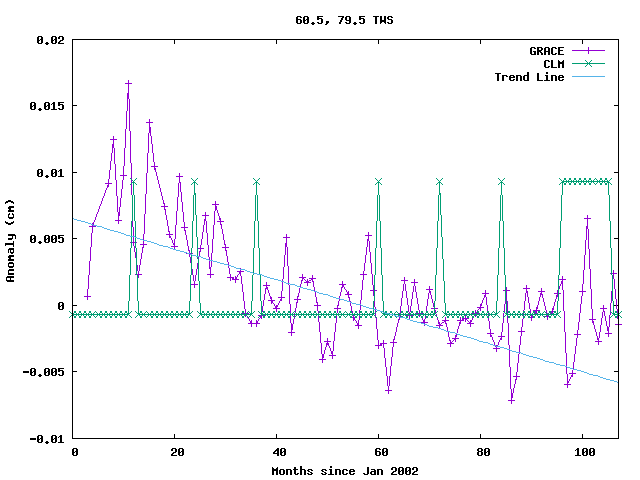 60.5, 79.5 TWS
GRACE
CLM
Trend Line
0.02
0.015
0.01
0.005
0
-0.005
-0.01
Anomaly (cm)
0 20 40 60 80 100
Months since Jan 2002